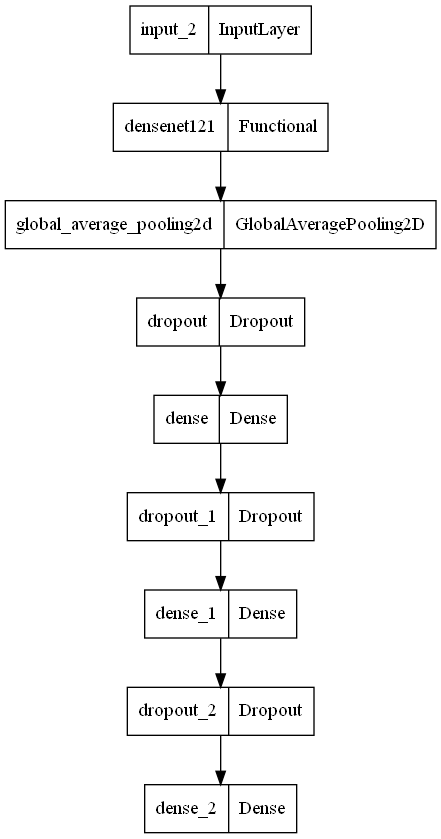 input_2 InputLayer
densenet121 Functional
global_average_pooling2d GlobalAveragePooling2D
dropout Dropout
dense Dense
dropout_1 Dropout
dense_1 Dense
dropout_2 Dropout
dense_2 Dense